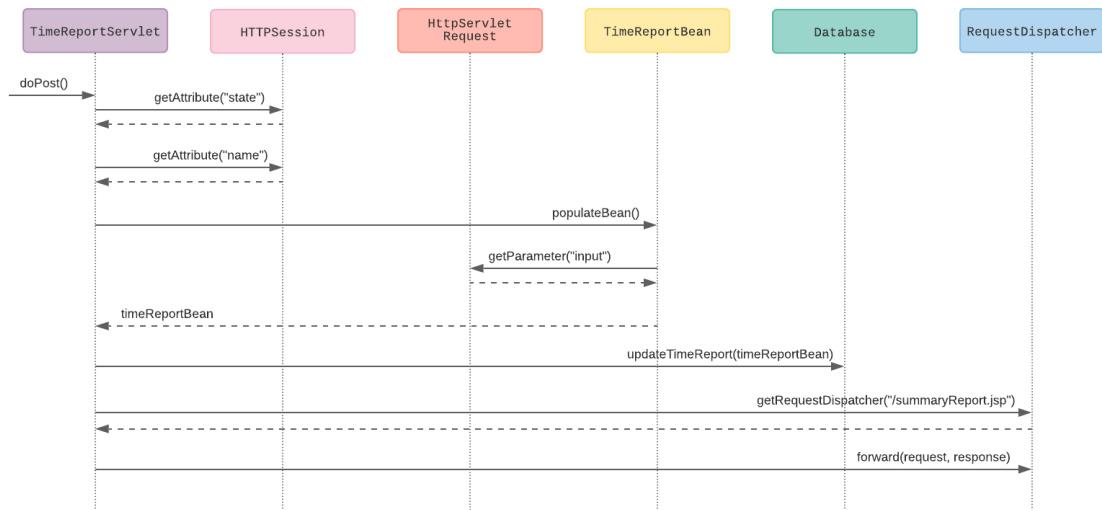 TimeReportServlet
HTTPSession
HttpServlet
Request
TimeReportBean
Database
RequestDispatcher
doPost()
getAttribute("state")
getAttribute("name")
populateBean()
getParameter("input")
timeReportBean
updateTimeReport(timeReportBean)
getRequestDispatcher("/summaryReport.jsp")
forward(request, response)